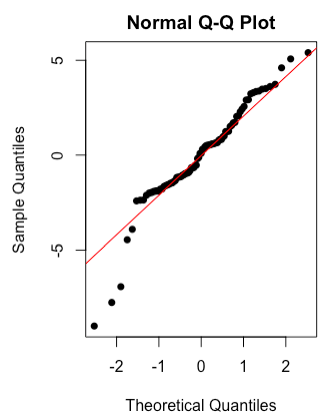 Normal Q-Q Plot
Sample Quantiles
5
0
-5
-2 -1 0 1 2
Theoretical Quantiles